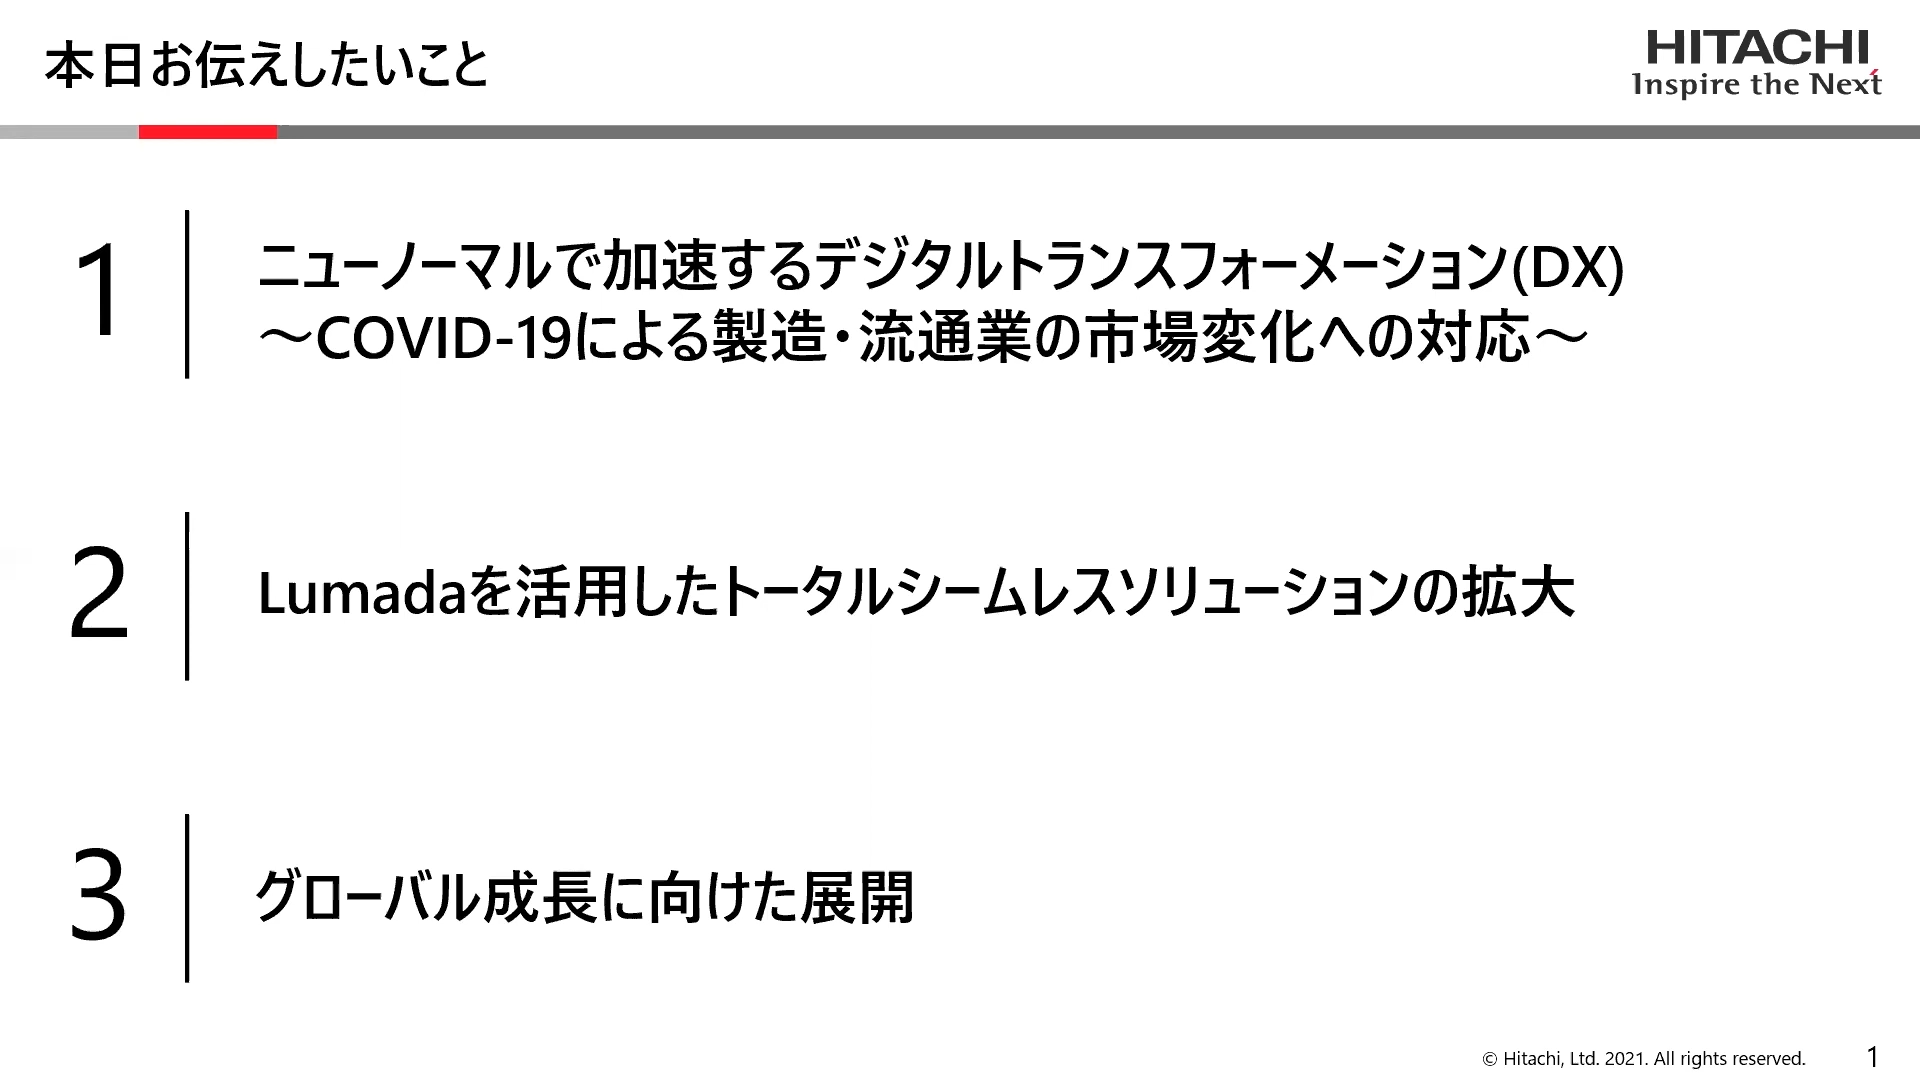 本日お伝えしたいこと
HITACHI
Inspire the Next
1
ニューノーマルで加速するデジタルトランスフォーメーション(DX)
～COVID-19による製造・流通業の市場変化への対応～
2
Lumadaを活用したトータルシームレスソリューションの拡大
3
グローバル成長に向けた展開
© Hitachi, Ltd. 2021. All rights reserved.
1